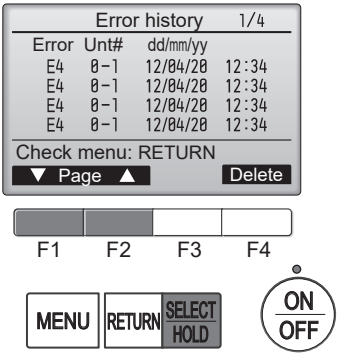 Error history 1/4
Error Unt# dd/mm/yy
E4 0-1 12/04/20 12:34
E4 0-1 12/04/20 12:34
E4 0-1 12/04/20 12:34
E4 0-1 12/04/20 12:34
Check menu: RETURN
▼ Page ▲ Delete
F1 F2 F3 F4
MENU RETURN SELECT HOLD ON OFF